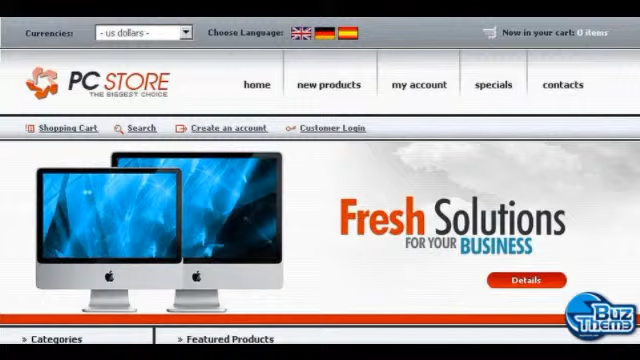 Currencies: - us dollars - Choose Language: Now in your cart: 0 items
PC STORE
THE BIGGEST CHOICE
home new products my account specials contacts
Shopping Cart Search Create an account Customer Login
Fresh Solutions
FOR YOUR BUSINESS
Details
» Categories » Featured Products
Buz
Them3